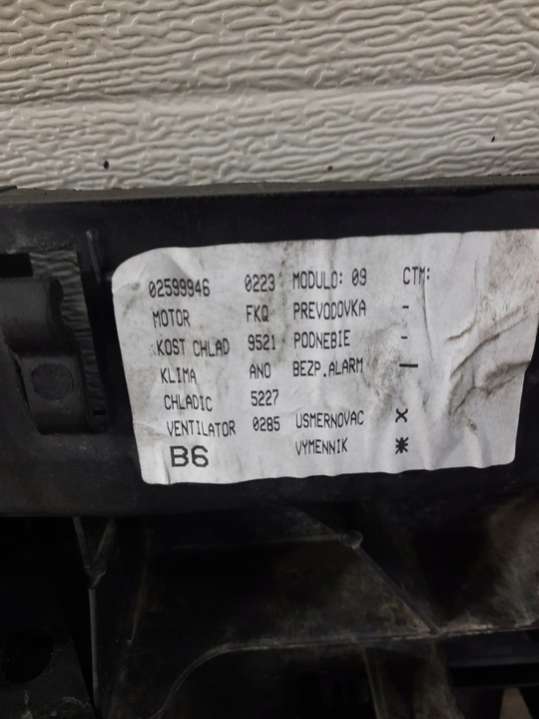 02599946 0223 MODULO: 09 CTM:
MOTOR FKQ PREVODOVKA -
KOST CHLAD 9521 PODNEBIE -
KLIMA ANO BEZP.ALARM —
CHLADIC 5227
VENTILATOR 0285 USMERNOVAC X
B6 VYMENNIK *